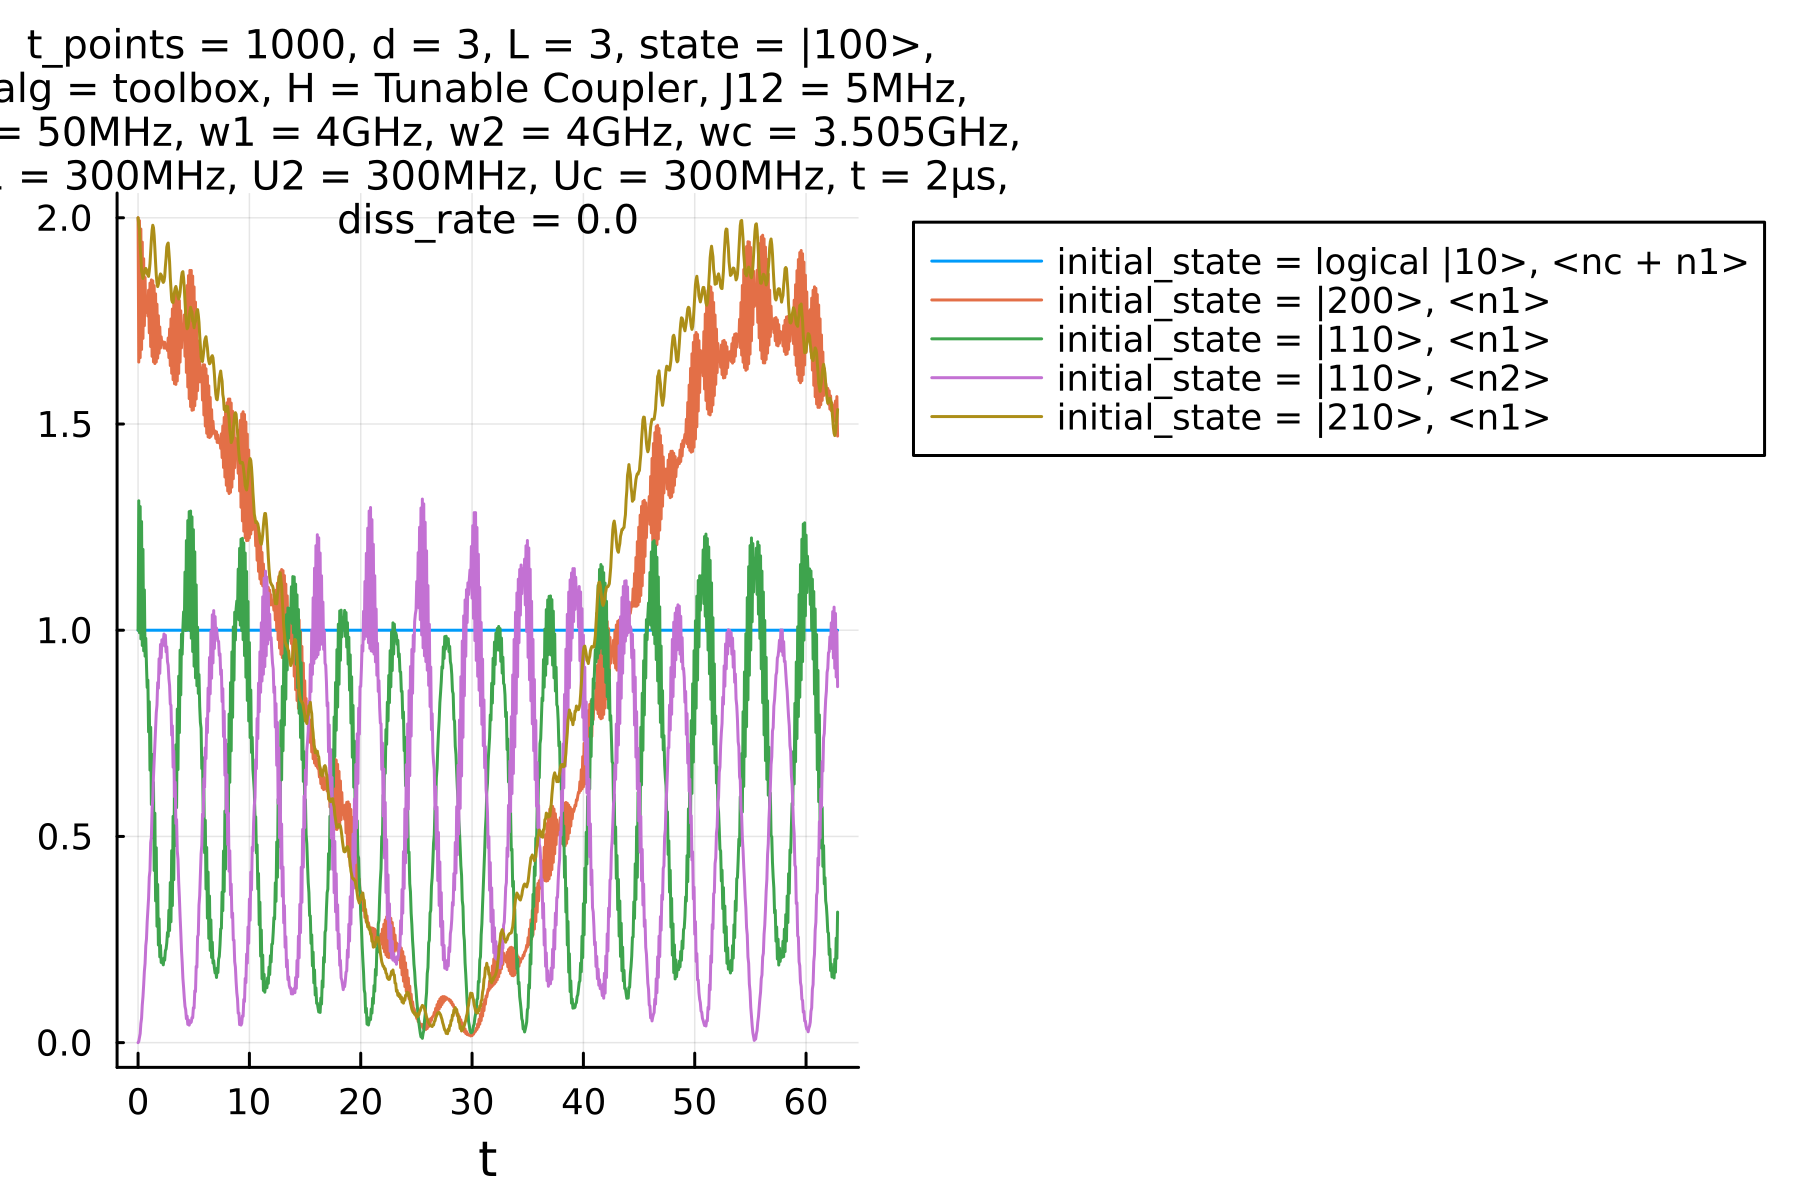 t_points = 1000, d = 3, L = 3, state = |100>,
alg = toolbox, H = Tunable Coupler, J12 = 5MHz,
= 50MHz, w1 = 4GHz, w2 = 4GHz, wc = 3.505GHz,
= 300MHz, U2 = 300MHz, Uc = 300MHz, t = 2μs,
diss_rate = 0.0
2.0
1.5
1.0
0.5
0.0
0 10 20 30 40 50 60
t
initial_state = logical |10>, <nc + n1>
initial_state = |200>, <n1>
initial_state = |110>, <n1>
initial_state = |110>, <n2>
initial_state = |210>, <n1>